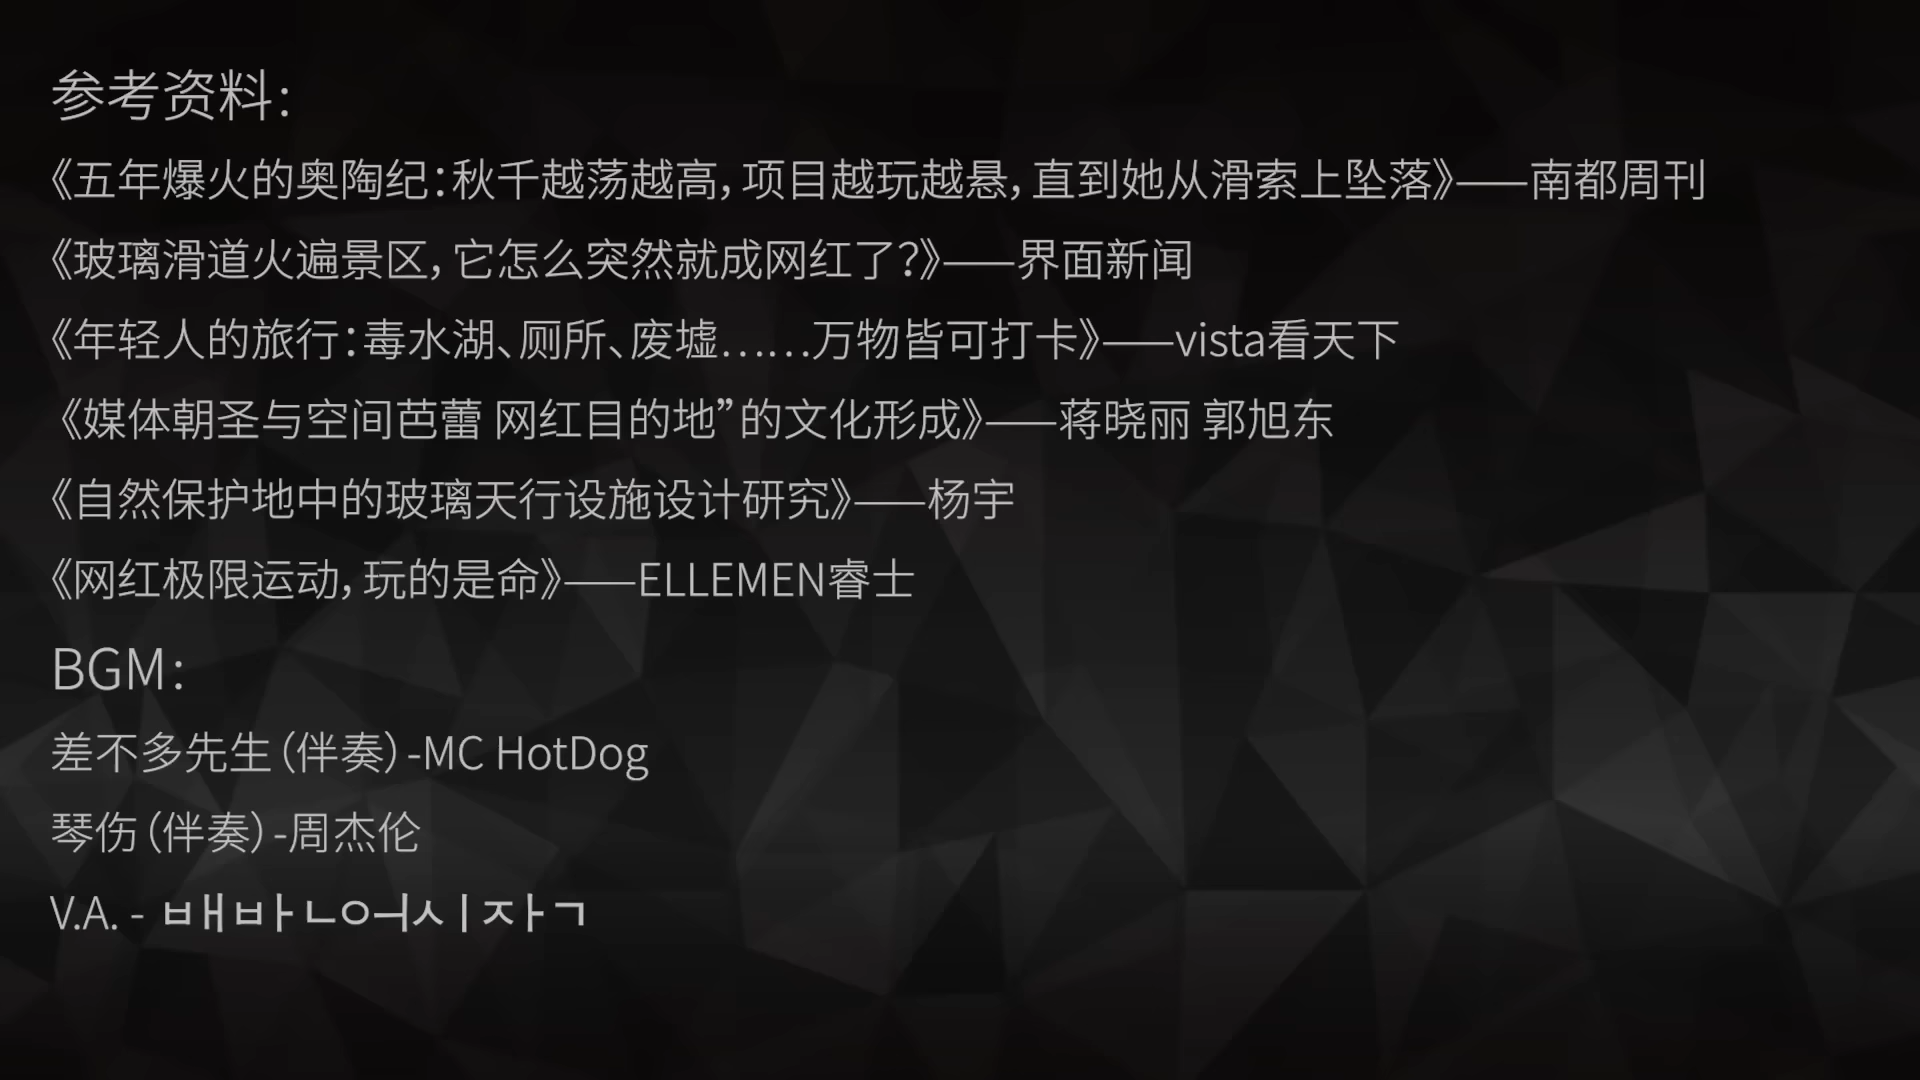 参考资料:
《五年爆火的奥陶纪:秋千越荡越高,项目越玩越悬,直到她从滑索上坠落》——南都周刊
《玻璃滑道火遍景区,它怎么突然就成网红了?》——界面新闻
《年轻人的旅行:毒水湖、厕所、废墟……万物皆可打卡》——vista看天下
《媒体朝圣与空间芭蕾 网红目的地”的文化形成》——蒋晓丽 郭旭东
《自然保护地中的玻璃天行设施设计研究》——杨宇
《网红极限运动,玩的是命》——ELLEMEN睿士
BGM:
差不多先生(伴奏)-MC HotDog
琴伤(伴奏)-周杰伦
V.A. - ㅂㅐㅂㅏㄴㅇㅓㅅㅣㅈㅏㄱ